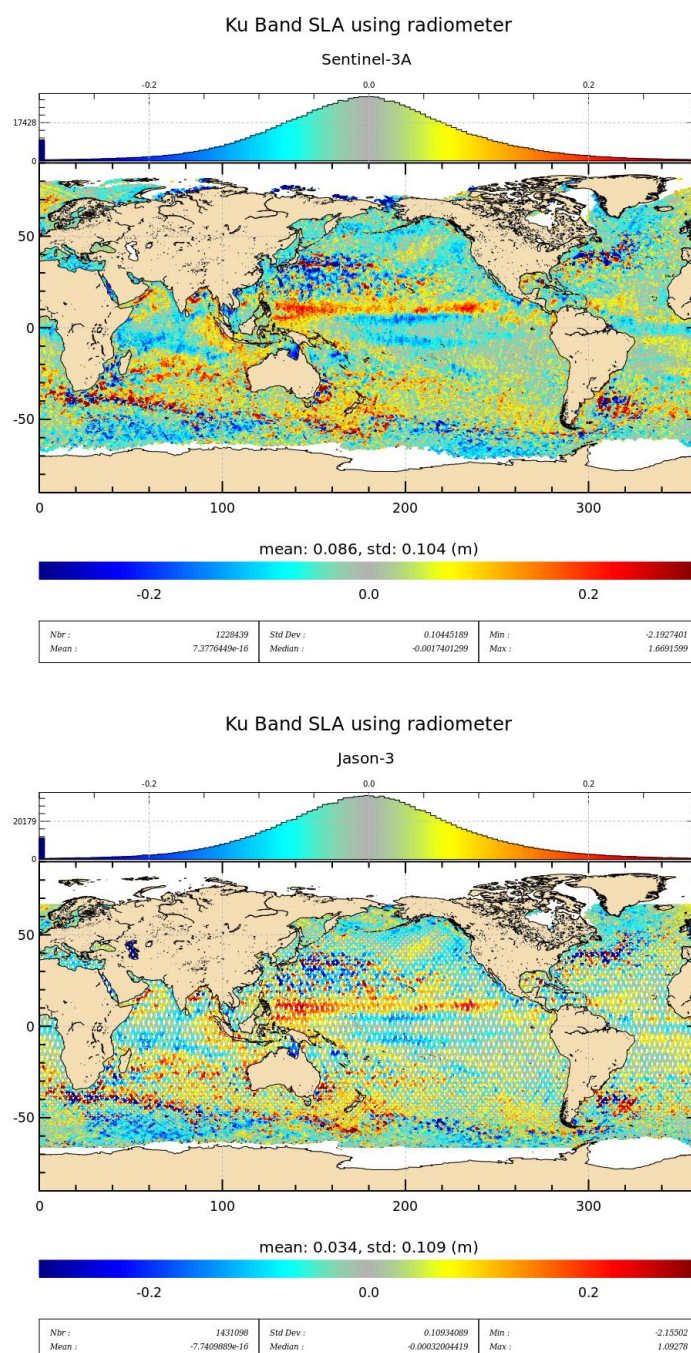 Ku Band SLA using radiometer
Sentinel-3A
-0.2 0.0 0.2
17428
0
50
0
-50
0 100 200 300
mean: 0.086, std: 0.104 (m)
-0.2 0.0 0.2
Nbr : 1228439 Std Dev : 0.10445189 Min : -2.1927401
Mean : 7.3776449e-16 Median : -0.0017401299 Max : 1.6691599
Ku Band SLA using radiometer
Jason-3
-0.2 0.0 0.2
20179
0
50
0
-50
0 100 200 300
mean: 0.034, std: 0.109 (m)
-0.2 0.0 0.2
Nbr : 1431098 Std Dev : 0.10934089 Min : -2.15502
Mean : -7.7409889e-16 Median : -0.00032004419 Max : 1.09278